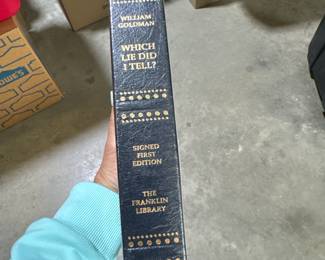 WILLIAM
GOLDMAN
WHICH
LIE DID
I TELL?
SIGNED
FIRST
EDITION
THE
FRANKLIN
LIBRARY